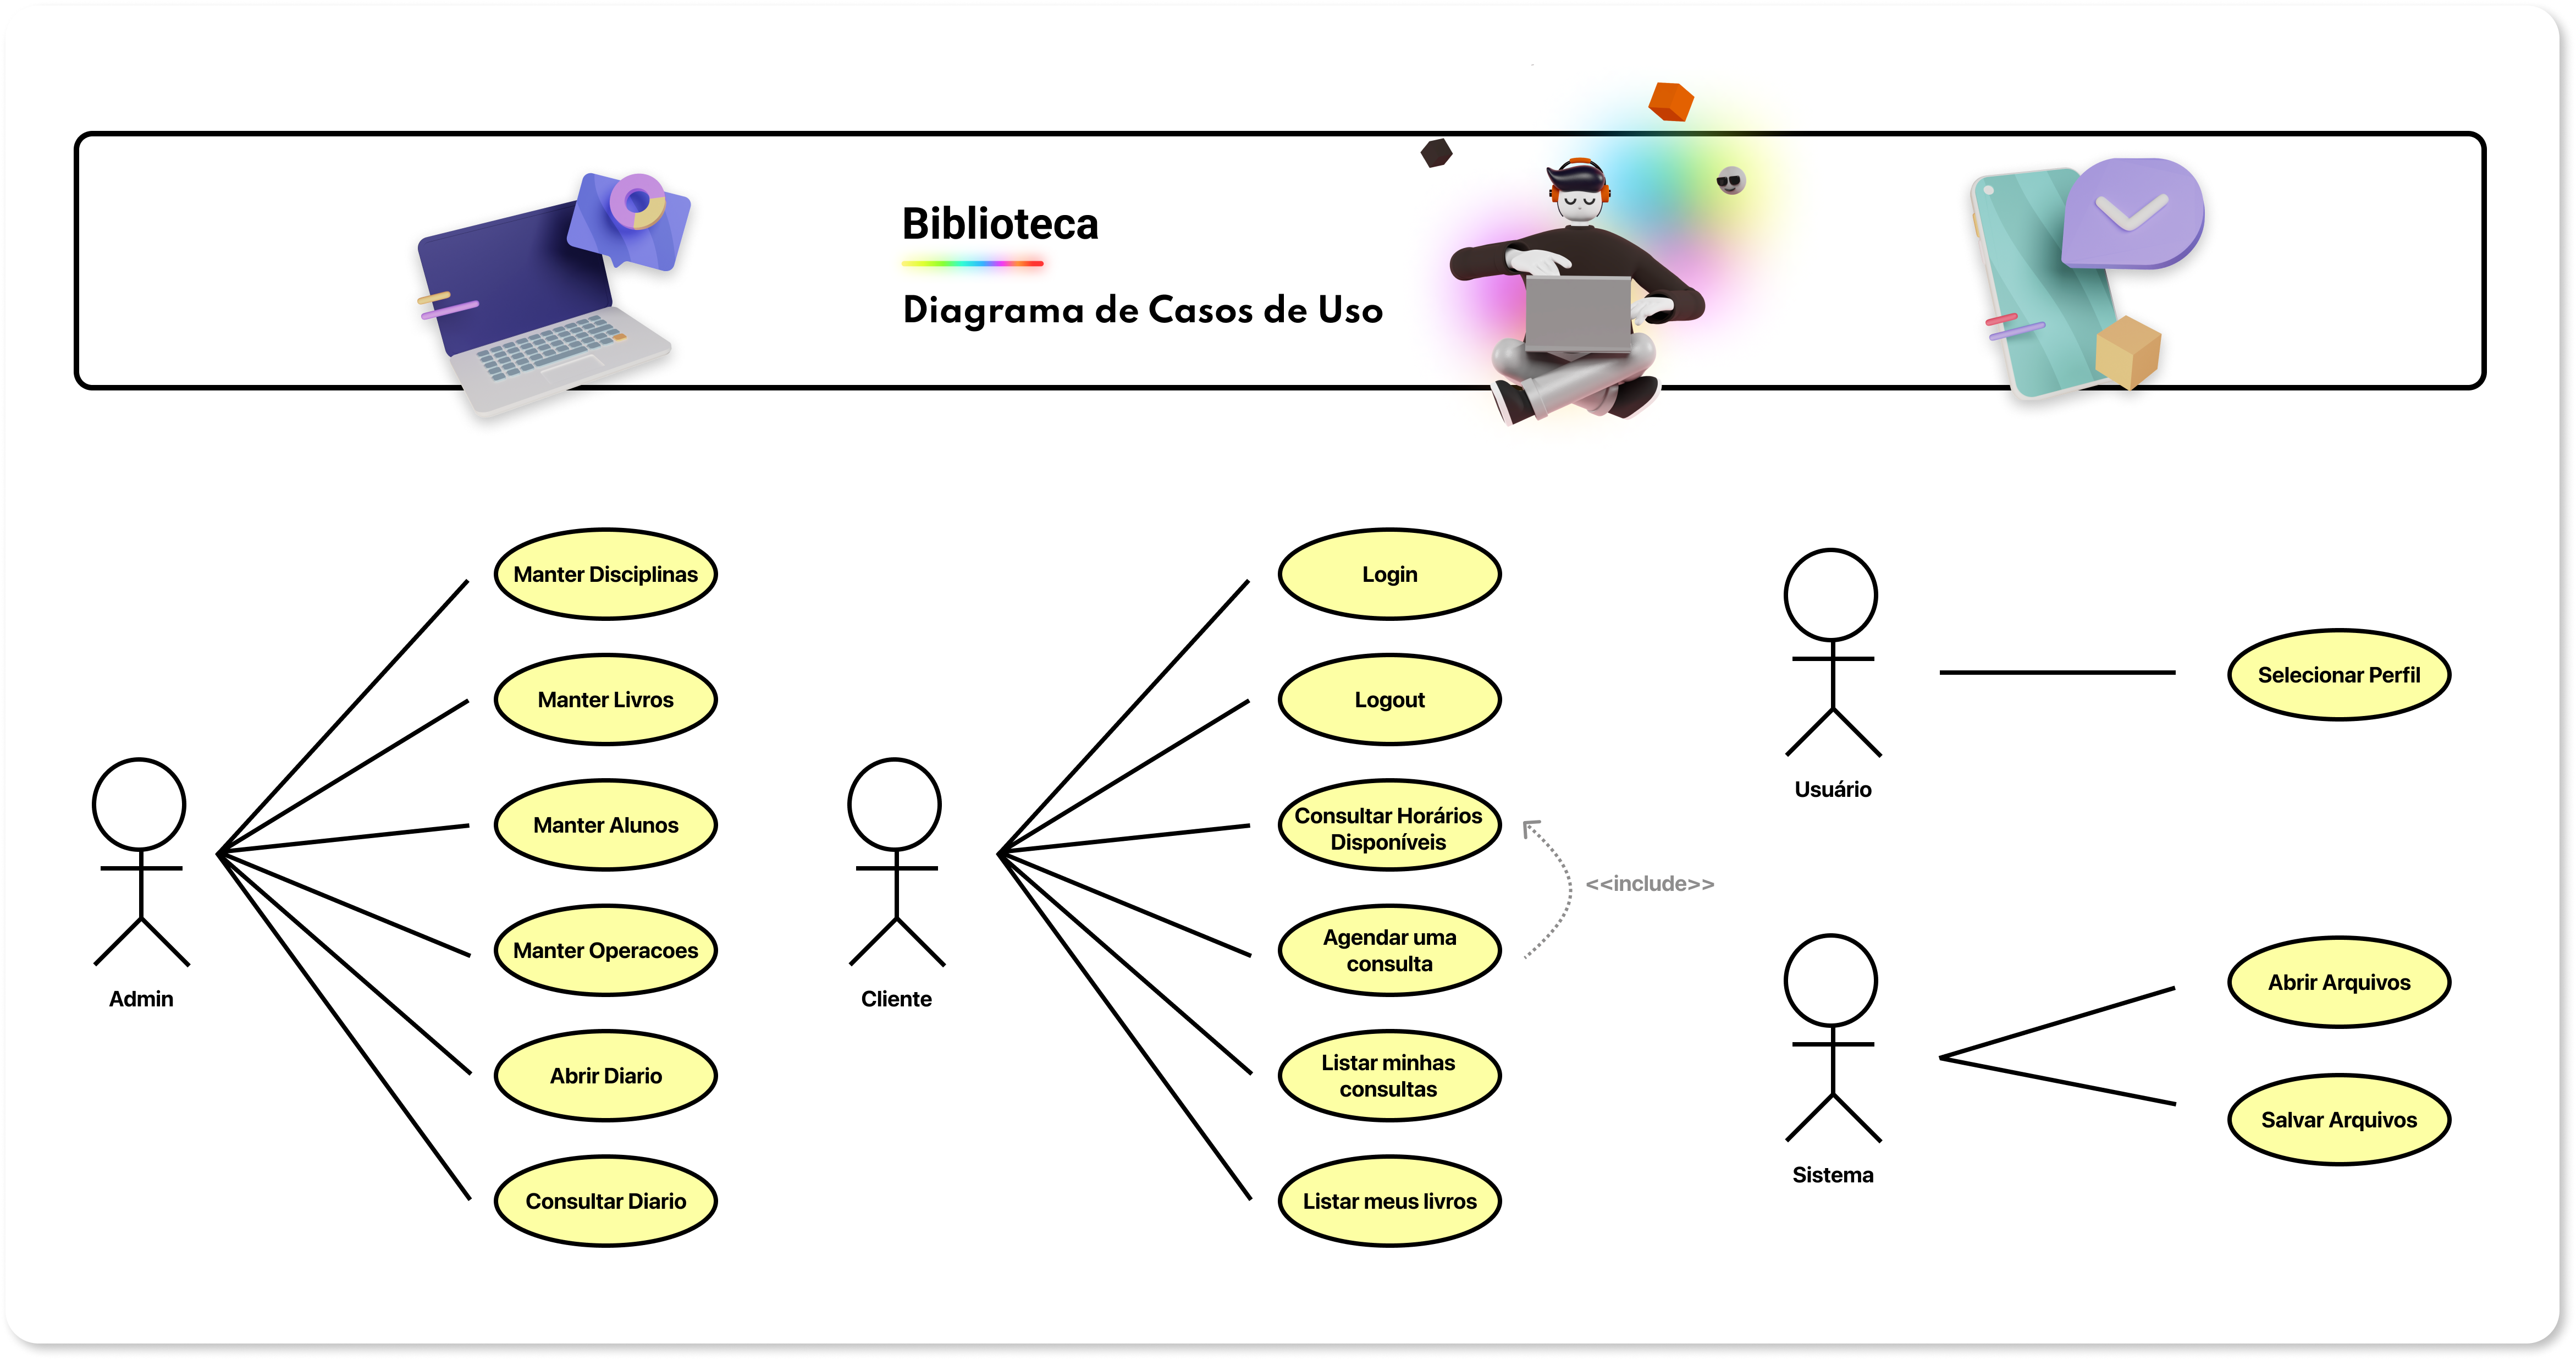 Biblioteca
Diagrama de Casos de Uso
Manter Disciplinas
Manter Livros
Manter Alunos
Manter Operacoes
Abrir Diario
Consultar Diario
Admin
Login
Logout
Consultar Horários
Disponíveis
Agendar uma
consulta
Listar minhas
consultas
Listar meus livros
<<include>>
Cliente
Selecionar Perfil
Usuário
Abrir Arquivos
Salvar Arquivos
Sistema